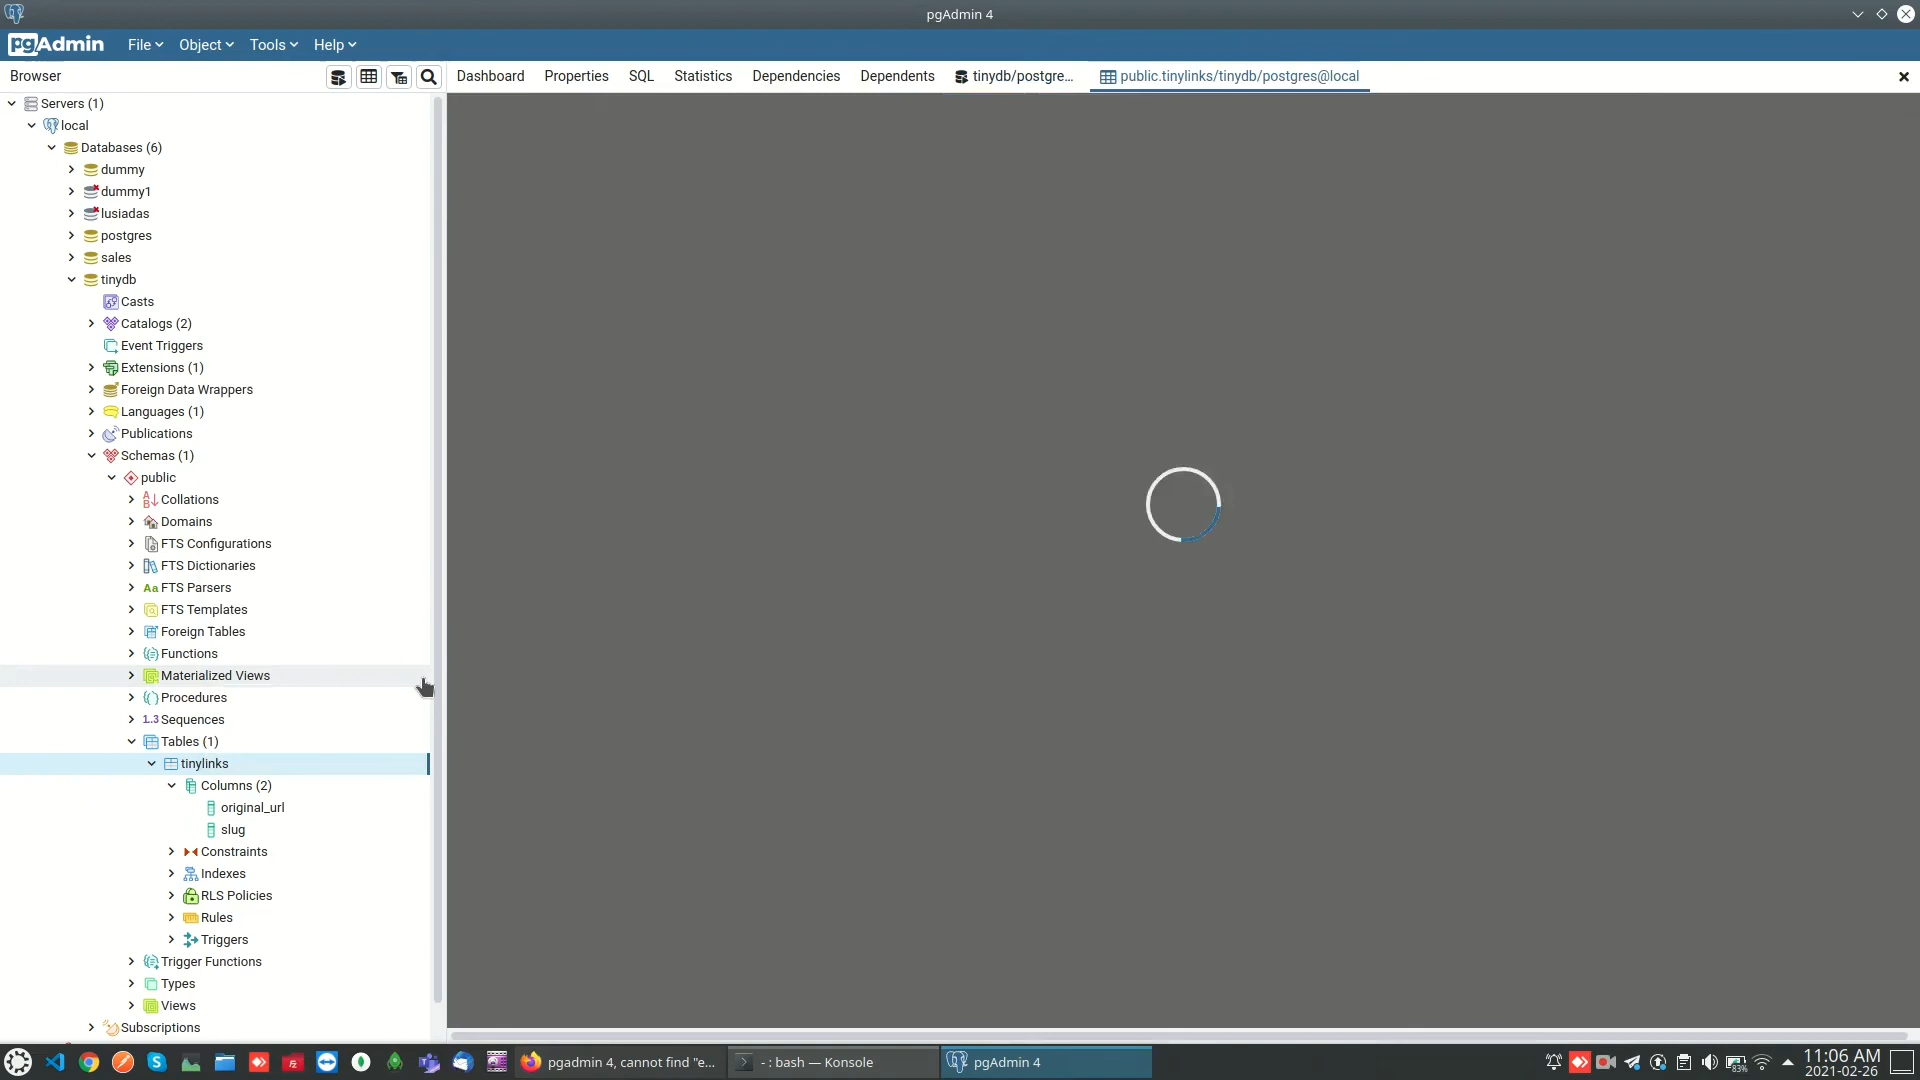 pgAdmin 4
pgAdmin File Object Tools Help
Browser
Dashboard Properties SQL Statistics Dependencies Dependents tinydb/postgre... public.tinylinks/tinydb/postgres@local
Servers (1)
local
Databases (6)
dummy
dummy1
lusiadas
postgres
sales
tinydb
Casts
Catalogs (2)
Event Triggers
Extensions (1)
Foreign Data Wrappers
Languages (1)
Publications
Schemas (1)
public
Collations
Domains
FTS Configurations
FTS Dictionaries
Aa FTS Parsers
FTS Templates
Foreign Tables
Functions
Materialized Views
Procedures
1..3 Sequences
Tables (1)
tinylinks
Columns (2)
original_url
slug
Constraints
Indexes
RLS Policies
Rules
Triggers
Trigger Functions
Types
Views
Subscriptions
pgadmin 4, cannot find "e... - : bash — Konsole pgAdmin 4 83% 11:06 AM
2021-02-26